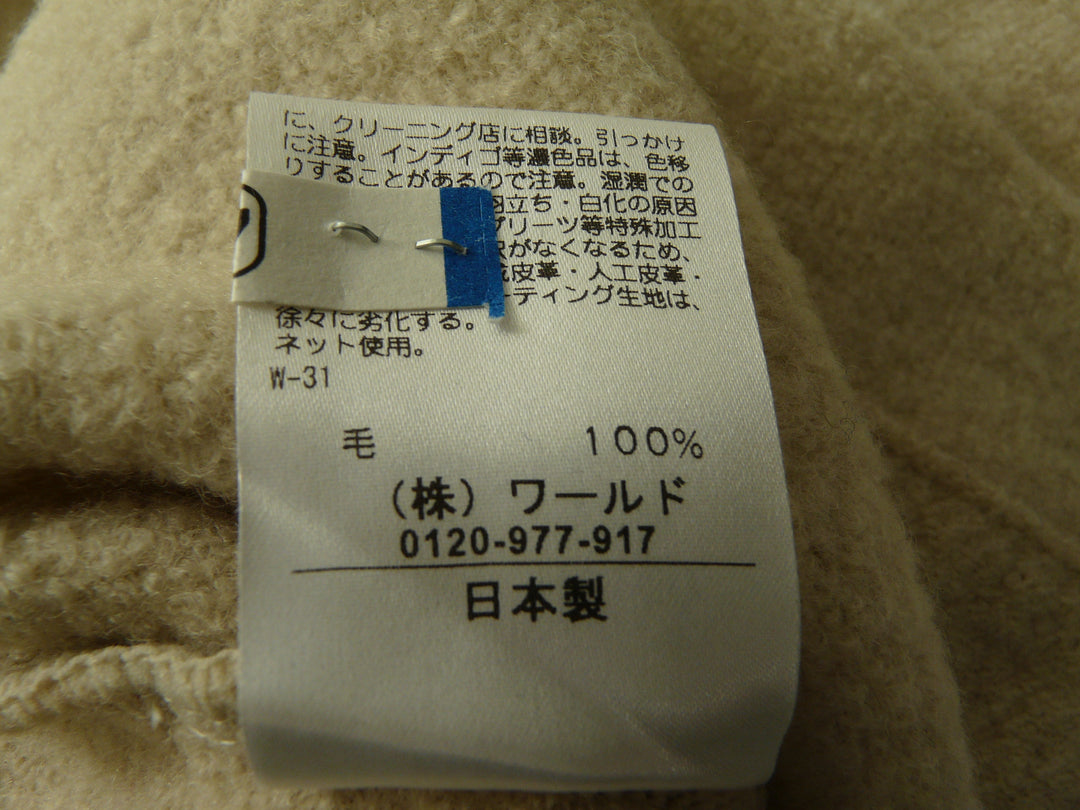 に、クリーニング店に相談。引っかけ
に注意。インディゴ等濃色品は、色移
りすることがあるので注意。湿潤での
立ち・白化の原因
プリーツ等特殊加工
がなくなるため、
皮革・人工皮革・
ーティング生地は、
徐々に劣化する。
ネット使用。
W-31
毛 100%
(株) ワールド
0120-977-917
日本製